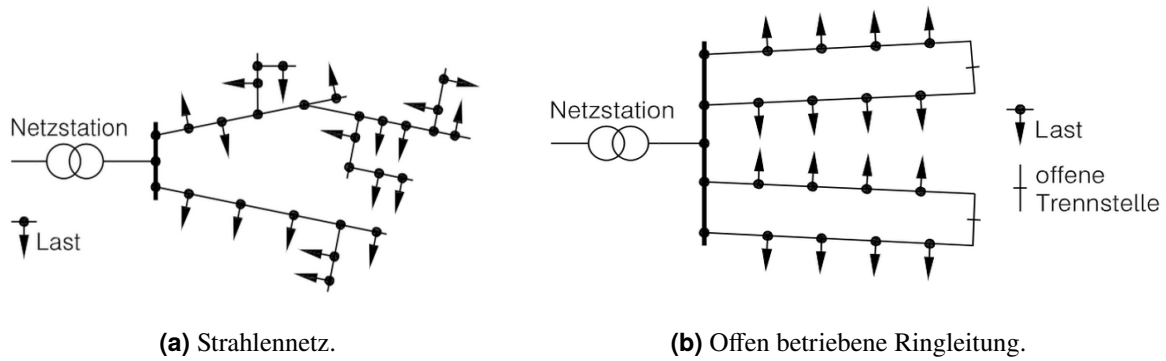 Netzstation
Last
(a) Strahlennetz.
Netzstation
Last
offene
Trennstelle
(b) Offen betriebene Ringleitung.